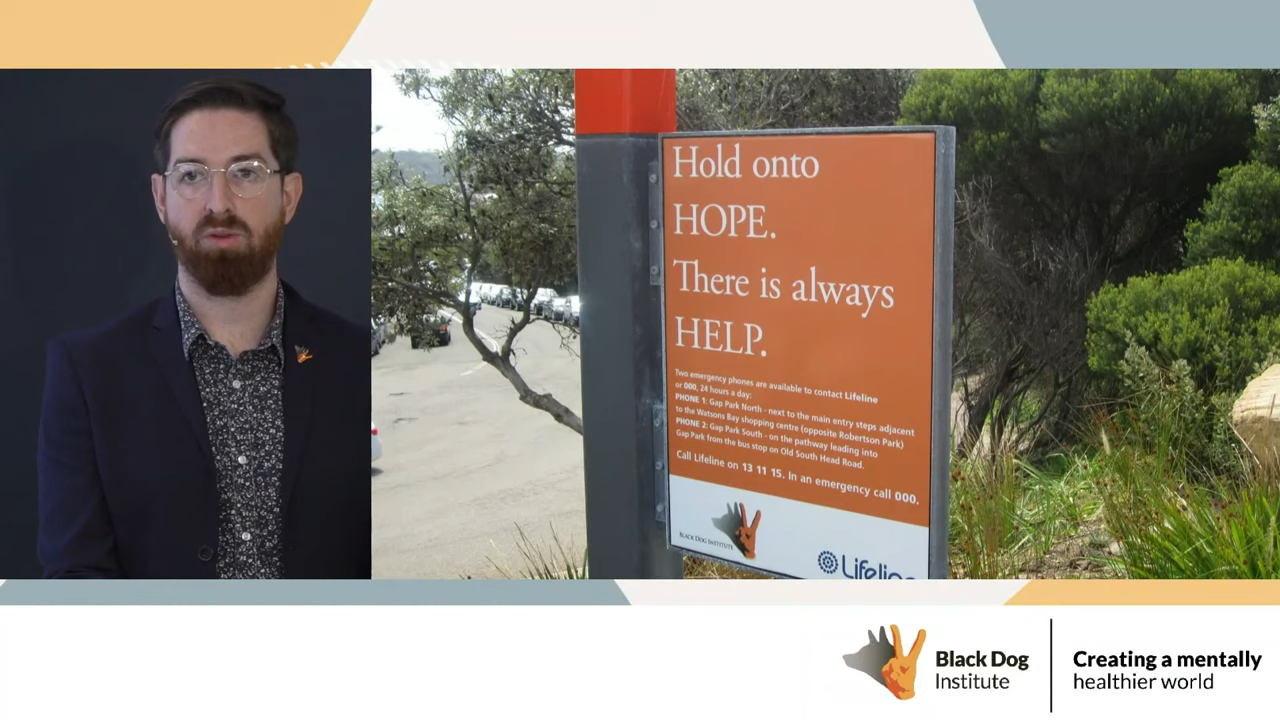 Hold onto
HOPE.
There is always
HELP.
Two emergency phones are available to contact Lifeline
or 000, 24 hours a day:
PHONE 1: Gap Park North - next to the main entry steps adjacent
to the Watsons Bay shopping centre (opposite Robertson Park)
PHONE 2: Gap Park South - on the pathway leading into
Gap Park from the bus stop on Old South Head Road.
Call Lifeline on 13 11 15. In an emergency call 000.
BLACK DOG INSTITUTE
Lifeline
Black Dog
Institute
Creating a mentally
healthier world